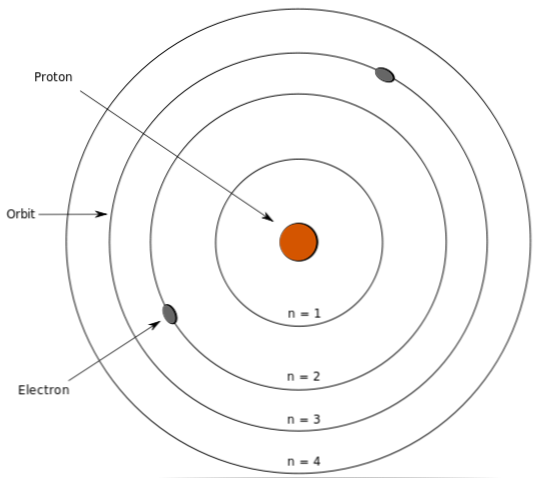 Proton
Orbit
n = 1
n = 2
Electron
n = 3
n = 4